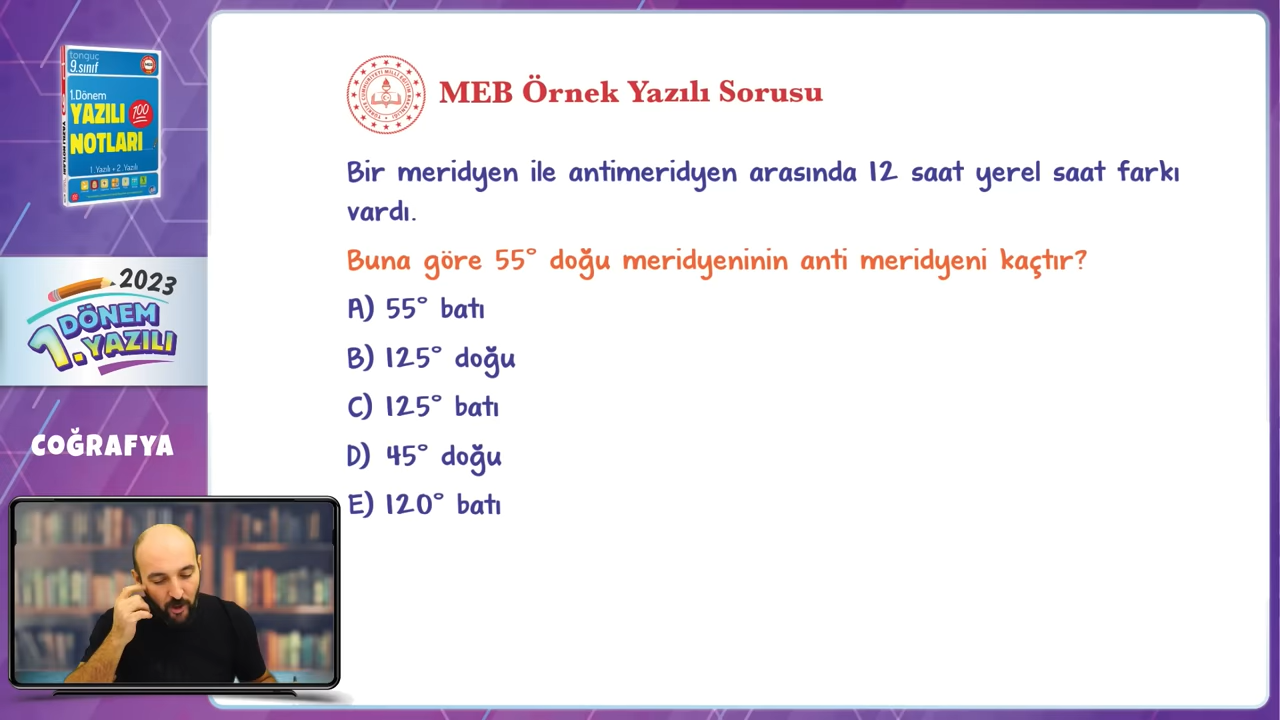 tonguç
9.sınıf
1.Dönem
YAZILI
100
NOTLARI
1.Yazılı • 2.Yazılı
YAZILI NOTLARI
2023
1.DÖNEM
YAZILI
COĞRAFYA
MEB Örnek Yazılı Sorusu
Bir meridyen ile antimeridyen arasında 12 saat yerel saat farkı
vardı.
Buna göre 55° doğu meridyeninin anti meridyeni kaçtır?
A) 55° batı
B) 125° doğu
C) 125° batı
D) 45° doğu
E) 120° batı